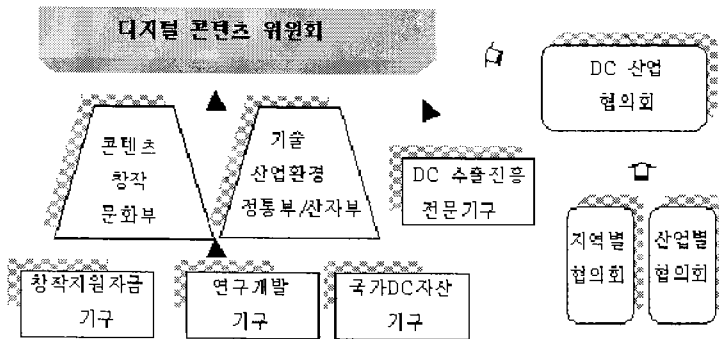 디지털 콘텐츠 위원회
DC 산업
협의회
콘텐츠
창작
문화부
기술
산업환경
정통부/산자부
DC 수출진흥
전문기구
지역별
협의회
산업별
협의회
창작지원자금
기구
연구개발
기구
국가DC자산
기구